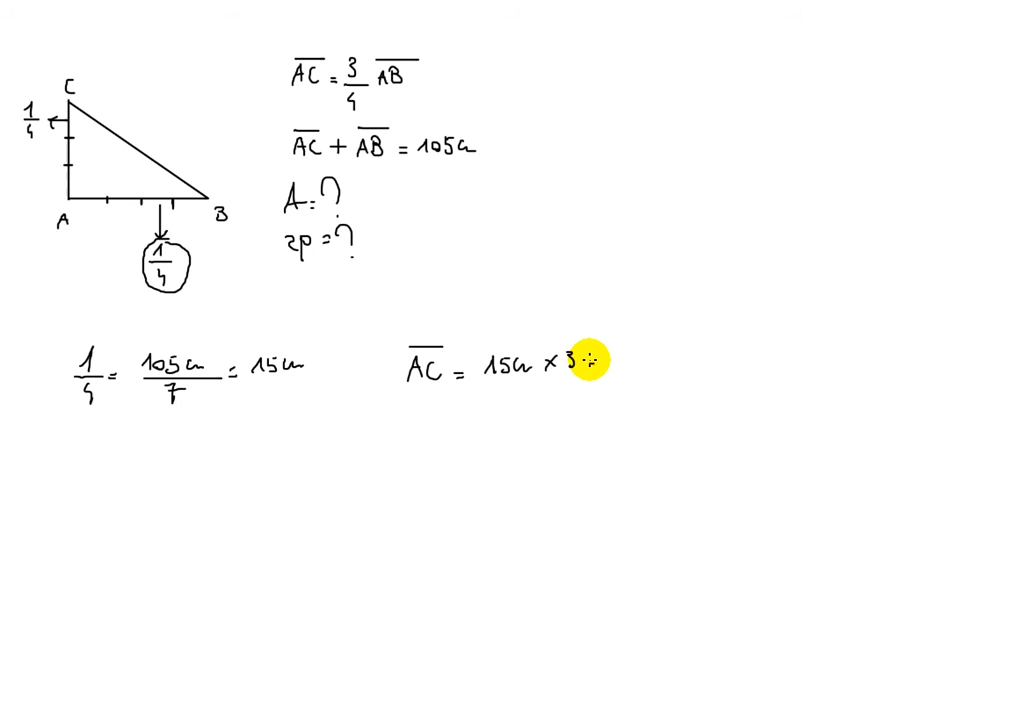 C
1/4
A
B
1/4
AC = 3/4 AB
AC + AB = 105cm
A = ?
2p = ?
1/4 = 105cm/7 = 15cm
AC = 15cm × 3